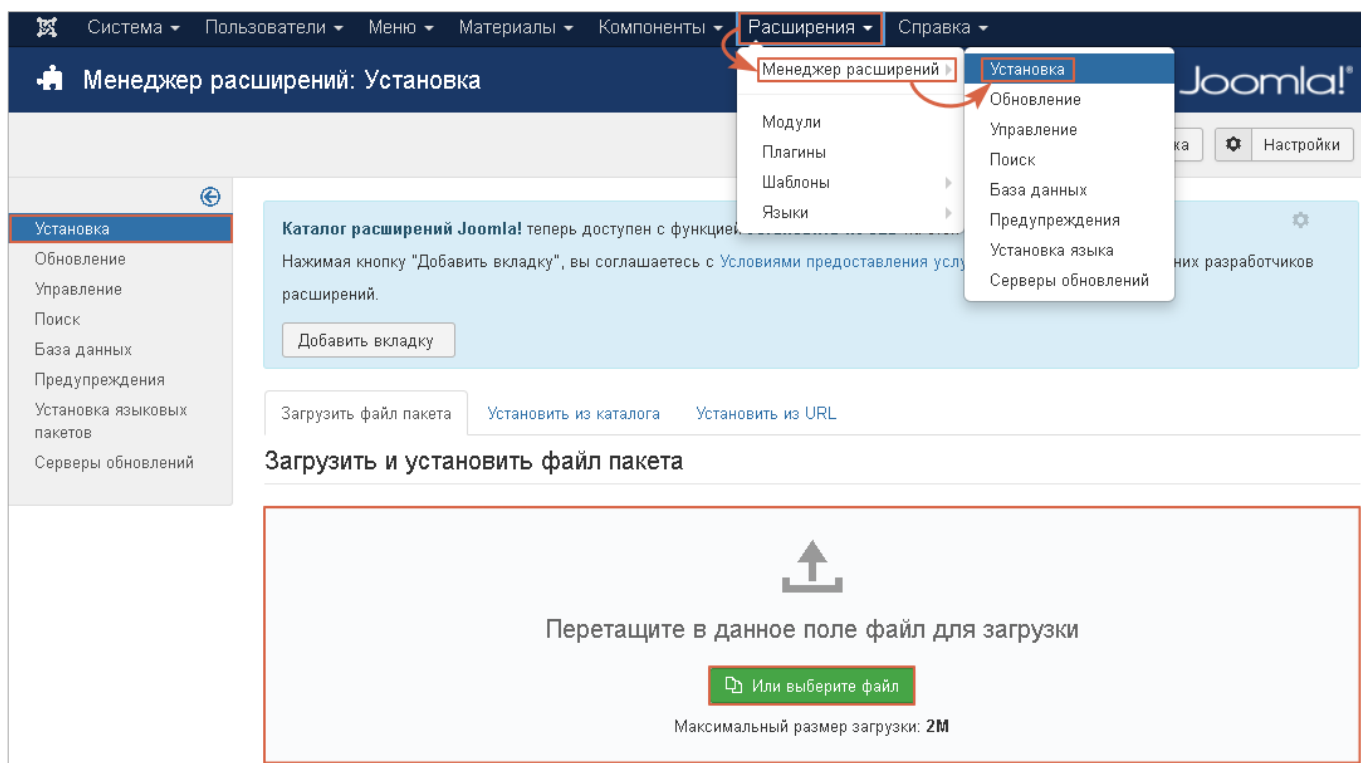 Система Пользователи Меню Материалы Компоненты Расширения Справка
Менеджер расширений: Установка
Joomla!
Менеджер расширений
Модули
Плагины
Шаблоны
Языки
Установка
Обновление
Управление
Поиск
База данных
Предупреждения
Установка языка
Серверы обновлений
Настройки
Установка
Обновление
Управление
Поиск
База данных
Предупреждения
Установка языковых
пакетов
Серверы обновлений
Каталог расширений Joomla! теперь доступен с функцией
Нажимая кнопку "Добавить вкладку", вы соглашаетесь с Условиями предоставления разработчиков
расширений.
Добавить вкладку
Загрузить файл пакета Установить из каталога Установить из URL
Загрузить и установить файл пакета
Перетащите в данное поле файл для загрузки
Или выберите файл
Максимальный размер загрузки: 2M